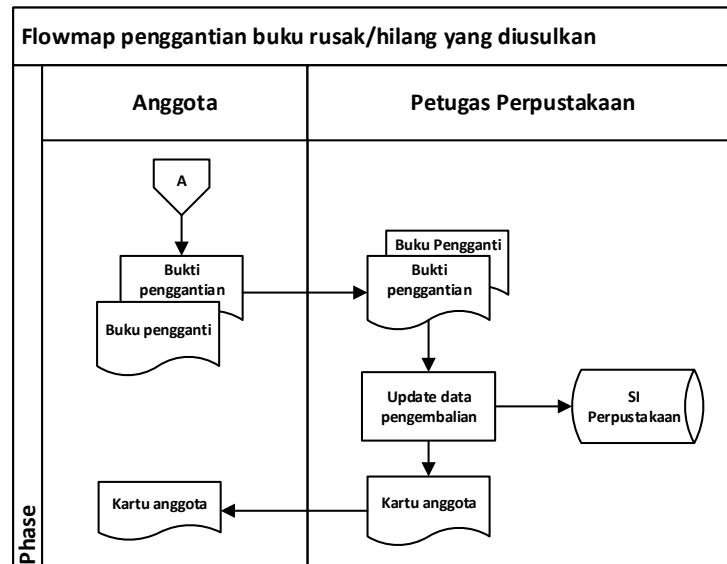 Flowmap penggantian buku rusak/hilang yang diusulkan
Anggota
Petugas Perpustakaan
Phase
A
Bukti
penggantian
Buku pengganti
Buku Pengganti
Bukti
penggantian
Update data
pengembalian
SI
Perpustakaan
Kartu anggota
Kartu anggota